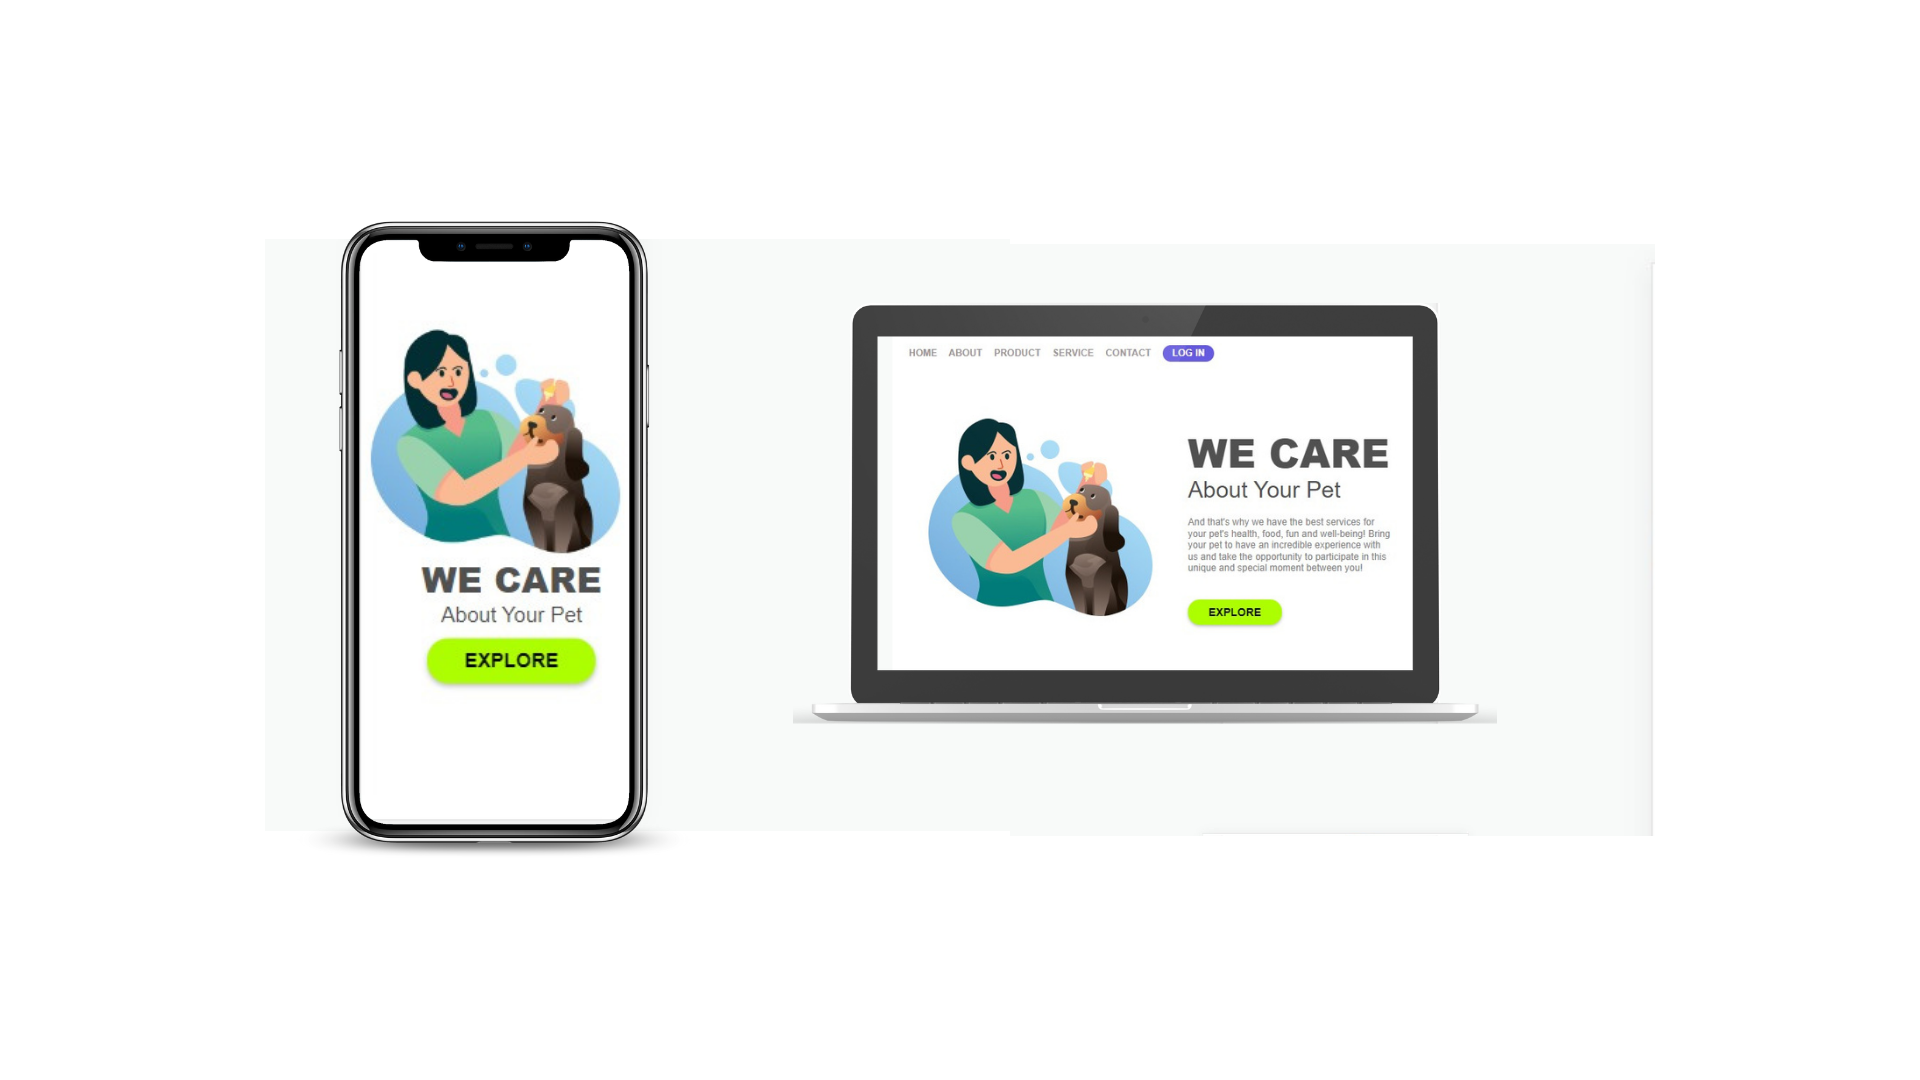 WE CARE
About Your Pet
EXPLORE
HOME ABOUT PRODUCT SERVICE CONTACT LOG IN
WE CARE
About Your Pet
And that's why we have the best services for
your pet's health, food, fun and well-being! Bring
your pet to have an incredible experience with
us and take the opportunity to participate in this
unique and special moment between you!
EXPLORE